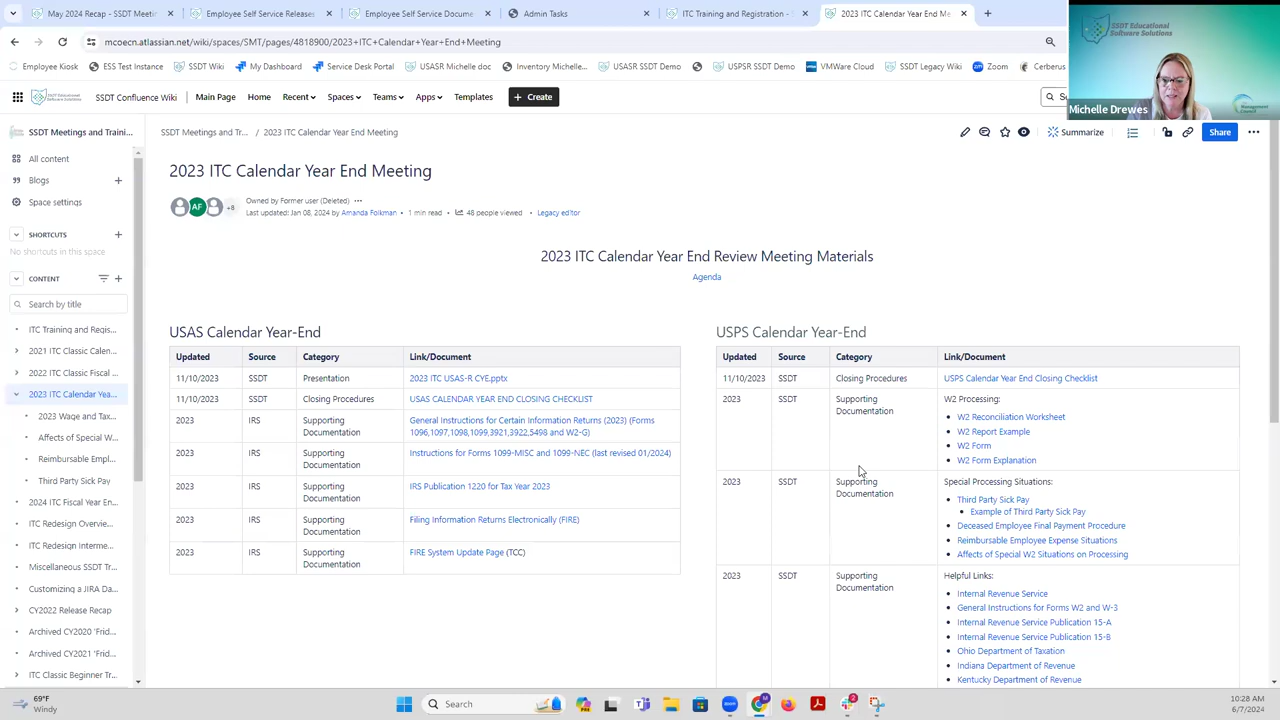 May 2024 Recap - SSDT Me
Employee Self Service Releases
Employee Self Service Docume
Admin Tasks
ITC Training and Registration - S
2023 ITC Calendar Year End Me
mcoecn.atlassian.net/wiki/spaces/SMT/pages/4818900/2023+ITC+Calendar+Year+End+Meeting
Employee Kiosk
ESS Test Instance
SSDT Wiki
My Dashboard
Service Desk Portal
USASR Michelle doc
Inventory Michelle...
USASR SSDT Demo
USPSR SSDT Demo
VMWare Cloud
SSDT Legacy Wiki
Zoom
Cerberus
SSDT Educational
Software Solutions
Management
Council
Michelle Drewes
SSDT Confluence Wiki
Main Page
Home
Recent
Spaces
Teams
Apps
Templates
+ Create
SSDT Meetings and Traini...
All content
Blogs
Space settings
SHORTCUTS
No shortcuts in this space
CONTENT
Search by title
ITC Training and Regis...
2021 ITC Classic Calen...
2022 ITC Classic Fiscal ...
2023 ITC Calendar Yea...
2023 Wage and Tax...
Affects of Special W...
Reimbursable Emplo...
Third Party Sick Pay
2024 ITC Fiscal Year En...
ITC Redesign Overvie...
ITC Redesign Interme...
Miscellaneous SSDT Tr...
Customizing a JIRA Da...
CY2022 Release Recap
Archived CY2020 'Frid...
Archived CY2021 'Frid...
ITC Classic Beginner Tr...
SSDT Meetings and Tr... / 2023 ITC Calendar Year End Meeting
Summarize
Share
2023 ITC Calendar Year End Meeting
AF
+8
Owned by Former user (Deleted) ...
Last updated: Jan 08, 2024 by Amanda Folkman • 1 min read • 48 people viewed • Legacy editor
2023 ITC Calendar Year End Review Meeting Materials
Agenda
USAS Calendar Year-End
Updated Source Category Link/Document
11/10/2023 SSDT Presentation 2023 ITC USAS-R CYE.pptx
11/10/2023 SSDT Closing Procedures USAS CALENDAR YEAR END CLOSING CHECKLIST
2023 IRS Supporting Documentation General Instructions for Certain Information Returns (2023) (Forms
1096,1097,1098,1099,3921,3922,5498 and W2-G)
2023 IRS Supporting Documentation Instructions for Forms 1099-MISC and 1099-NEC (last revised 01/2024)
2023 IRS Supporting Documentation IRS Publication 1220 for Tax Year 2023
2023 IRS Supporting Documentation Filing Information Returns Electronically (FIRE)
2023 IRS Supporting Documentation FIRE System Update Page (TCC)
USPS Calendar Year-End
Updated Source Category Link/Document
11/10/2023 SSDT Closing Procedures USPS Calendar Year End Closing Checklist
2023 SSDT Supporting Documentation W2 Processing:
• W2 Reconciliation Worksheet
• W2 Report Example
• W2 Form
• W2 Form Explanation
2023 SSDT Supporting Documentation Special Processing Situations:
• Third Party Sick Pay
• Example of Third Party Sick Pay
• Deceased Employee Final Payment Procedure
• Reimbursable Employee Expense Situations
• Affects of Special W2 Situations on Processing
2023 SSDT Supporting Documentation Helpful Links:
• Internal Revenue Service
• General Instructions for Forms W2 and W-3
• Internal Revenue Service Publication 15-A
• Internal Revenue Service Publication 15-B
• Ohio Department of Taxation
• Indiana Department of Revenue
• Kentucky Department of Revenue
69°F
Windy
Search
10:28 AM
6/7/2024